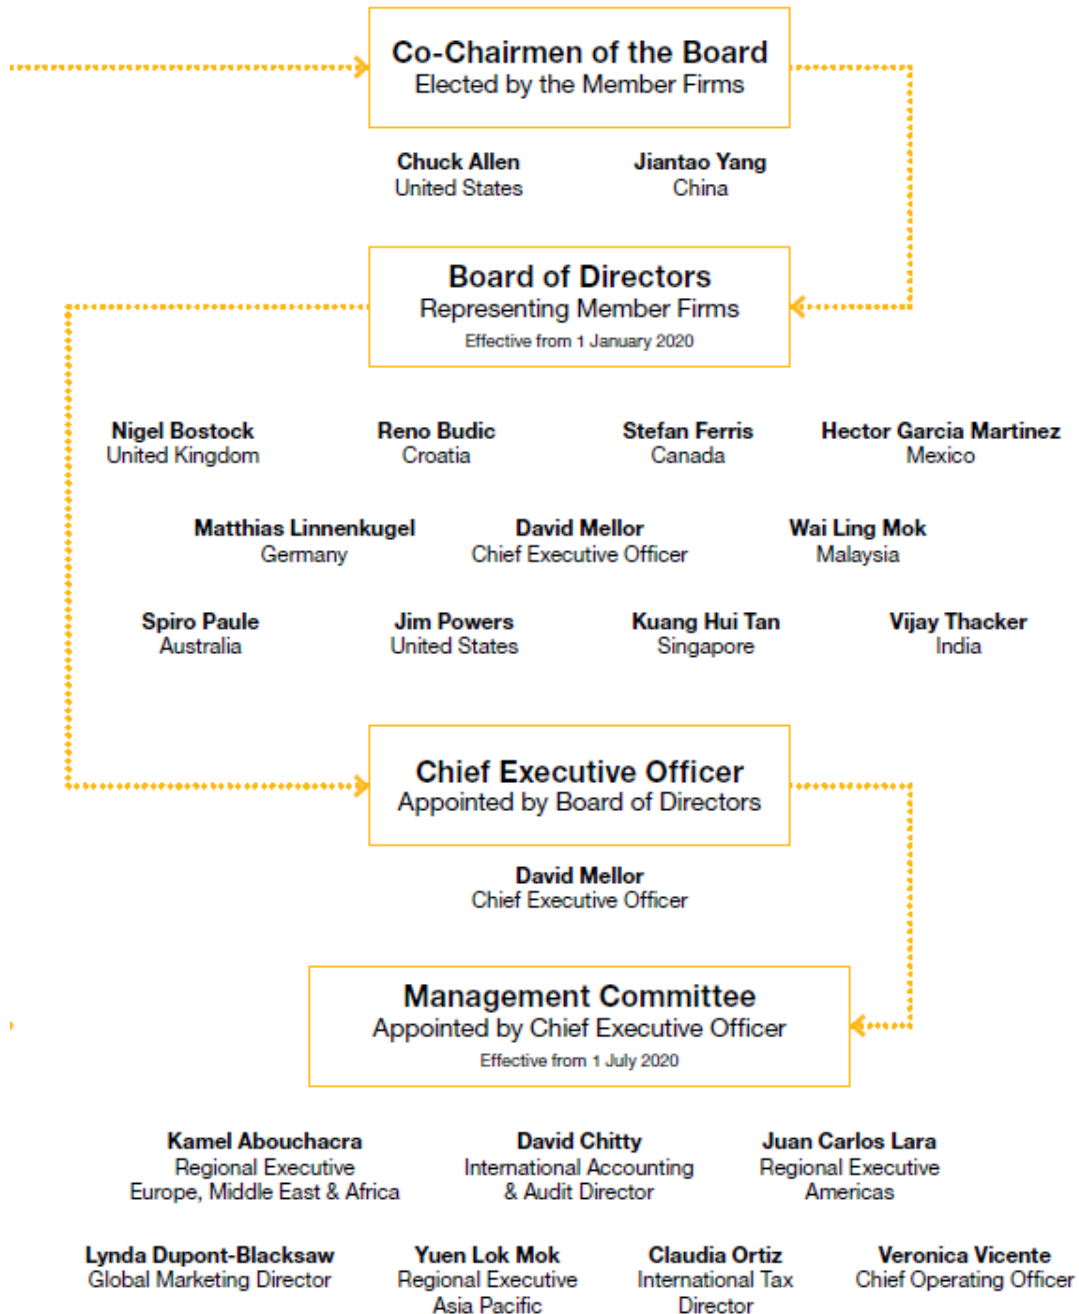 Co-Chairmen of the Board
Elected by the Member Firms
Chuck Allen
United States
Jiantao Yang
China
Board of Directors
Representing Member Firms
Effective from 1 January 2020
Nigel Bostock
United Kingdom
Reno Budic
Croatia
Stefan Ferris
Canada
Hector Garcia Martinez
Mexico
Matthias Linnenkugel
Germany
David Mellor
Chief Executive Officer
Wai Ling Mok
Malaysia
Spiro Paule
Australia
Jim Powers
United States
Kuang Hui Tan
Singapore
Vijay Thacker
India
Chief Executive Officer
Appointed by Board of Directors
David Mellor
Chief Executive Officer
Management Committee
Appointed by Chief Executive Officer
Effective from 1 July 2020
Kamel Abouchacra
Regional Executive
Europe, Middle East & Africa
David Chitty
International Accounting
& Audit Director
Juan Carlos Lara
Regional Executive
Americas
Lynda Dupont-Blacksaw
Global Marketing Director
Yuen Lok Mok
Regional Executive
Asia Pacific
Claudia Ortiz
International Tax
Director
Veronica Vicente
Chief Operating Officer